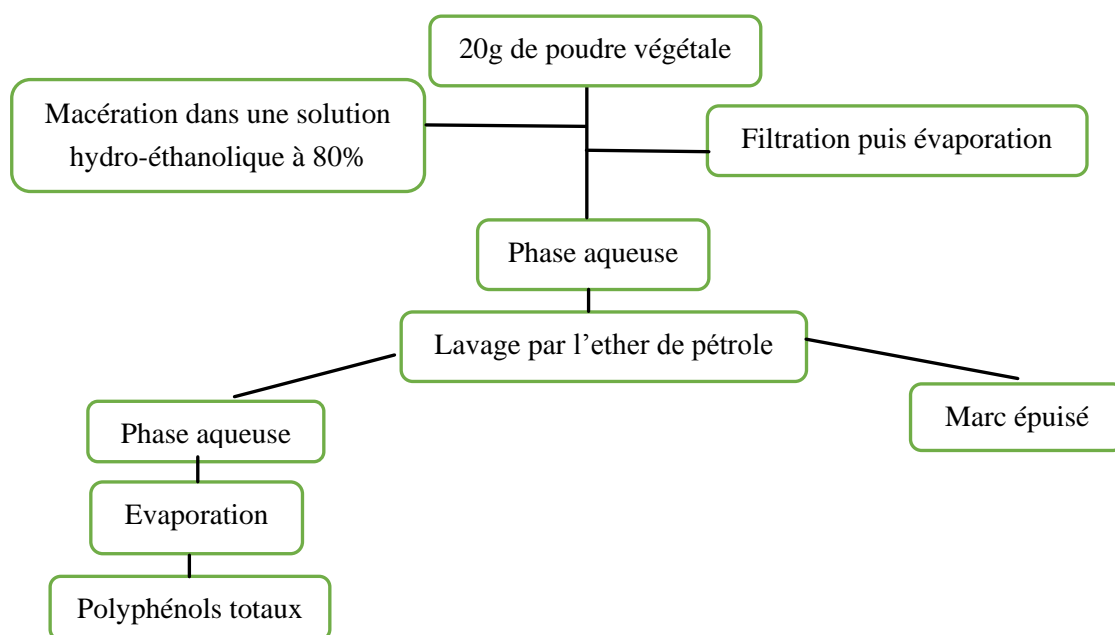 20g de poudre végétale
Macération dans une solution
hydro-éthanolique à 80%
Filtration puis évaporation
Phase aqueuse
Lavage par l’ether de pétrole
Phase aqueuse
Marc épuisé
Evaporation
Polyphénols totaux